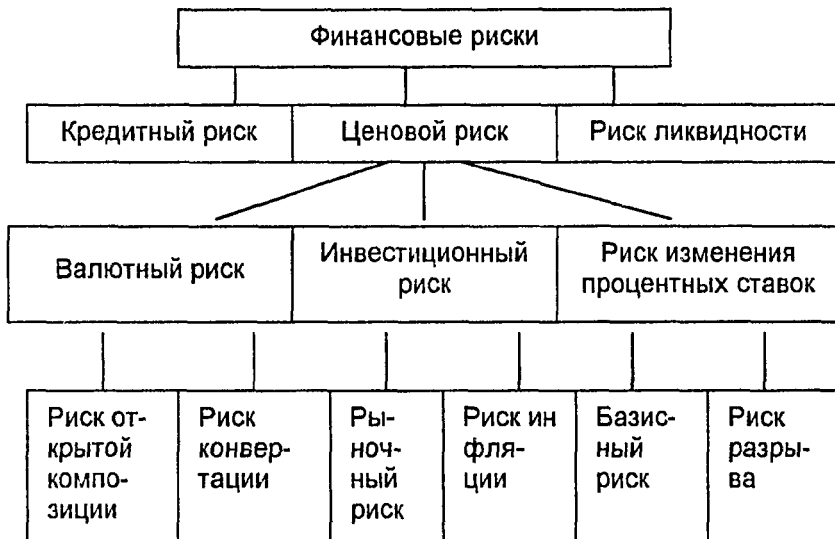 Финансовые риски
Кредитный риск
Ценовой риск
Риск ликвидности
Валютный риск
Инвестиционный
риск
Риск изменения
процентных ставок
Риск от-
крытой
компо-
зиции
Риск
конвер-
тации
Ры-
ноч-
ный
риск
Риск ин
фля-
ции
Базис-
ный
риск
Риск
разры-
ва